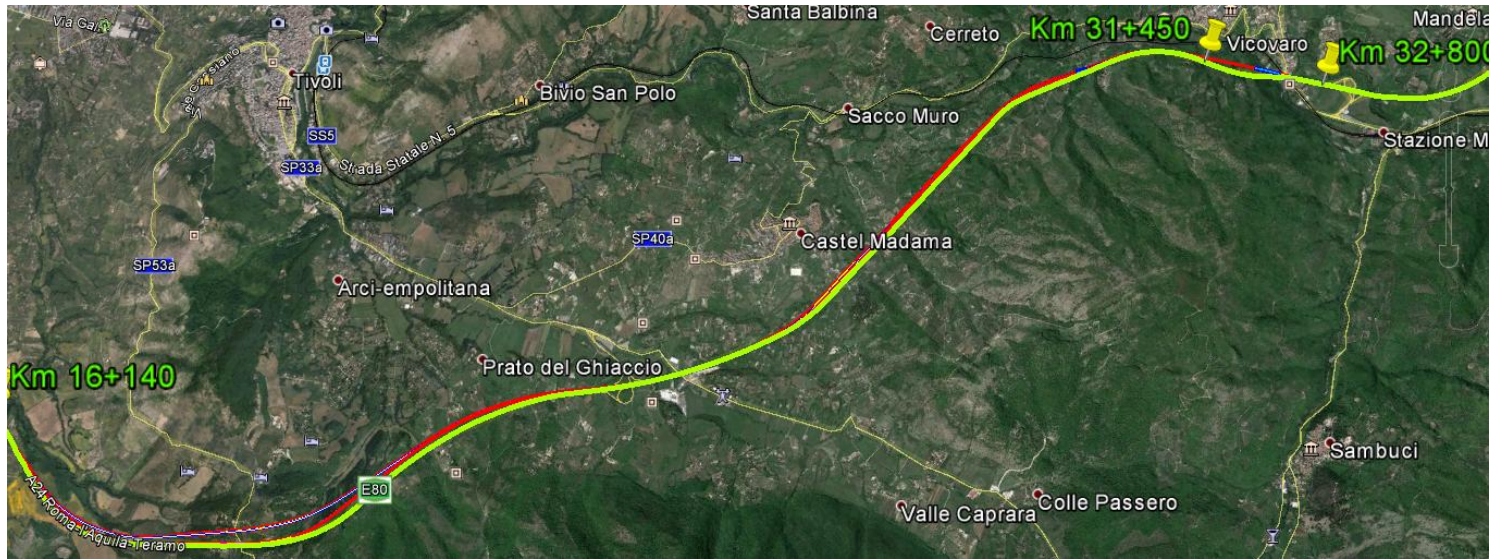 Via Gal
Santa Balbina
Cerreto
Km 31+450
Mandela
Vicovaro
Km 32+800
Tivoli
Bivio San Polo
Sacco Muro
SS5
Strada Statale N. 5
Stazione M
SP33a
Castel Madama
SP40a
SP53a
Arci-empolitana
Prato del Ghiaccio
Km 16+140
Sambuci
E80
Colle Passero
Valle Caprara
A24 Roma-l'Aquila-Teramo